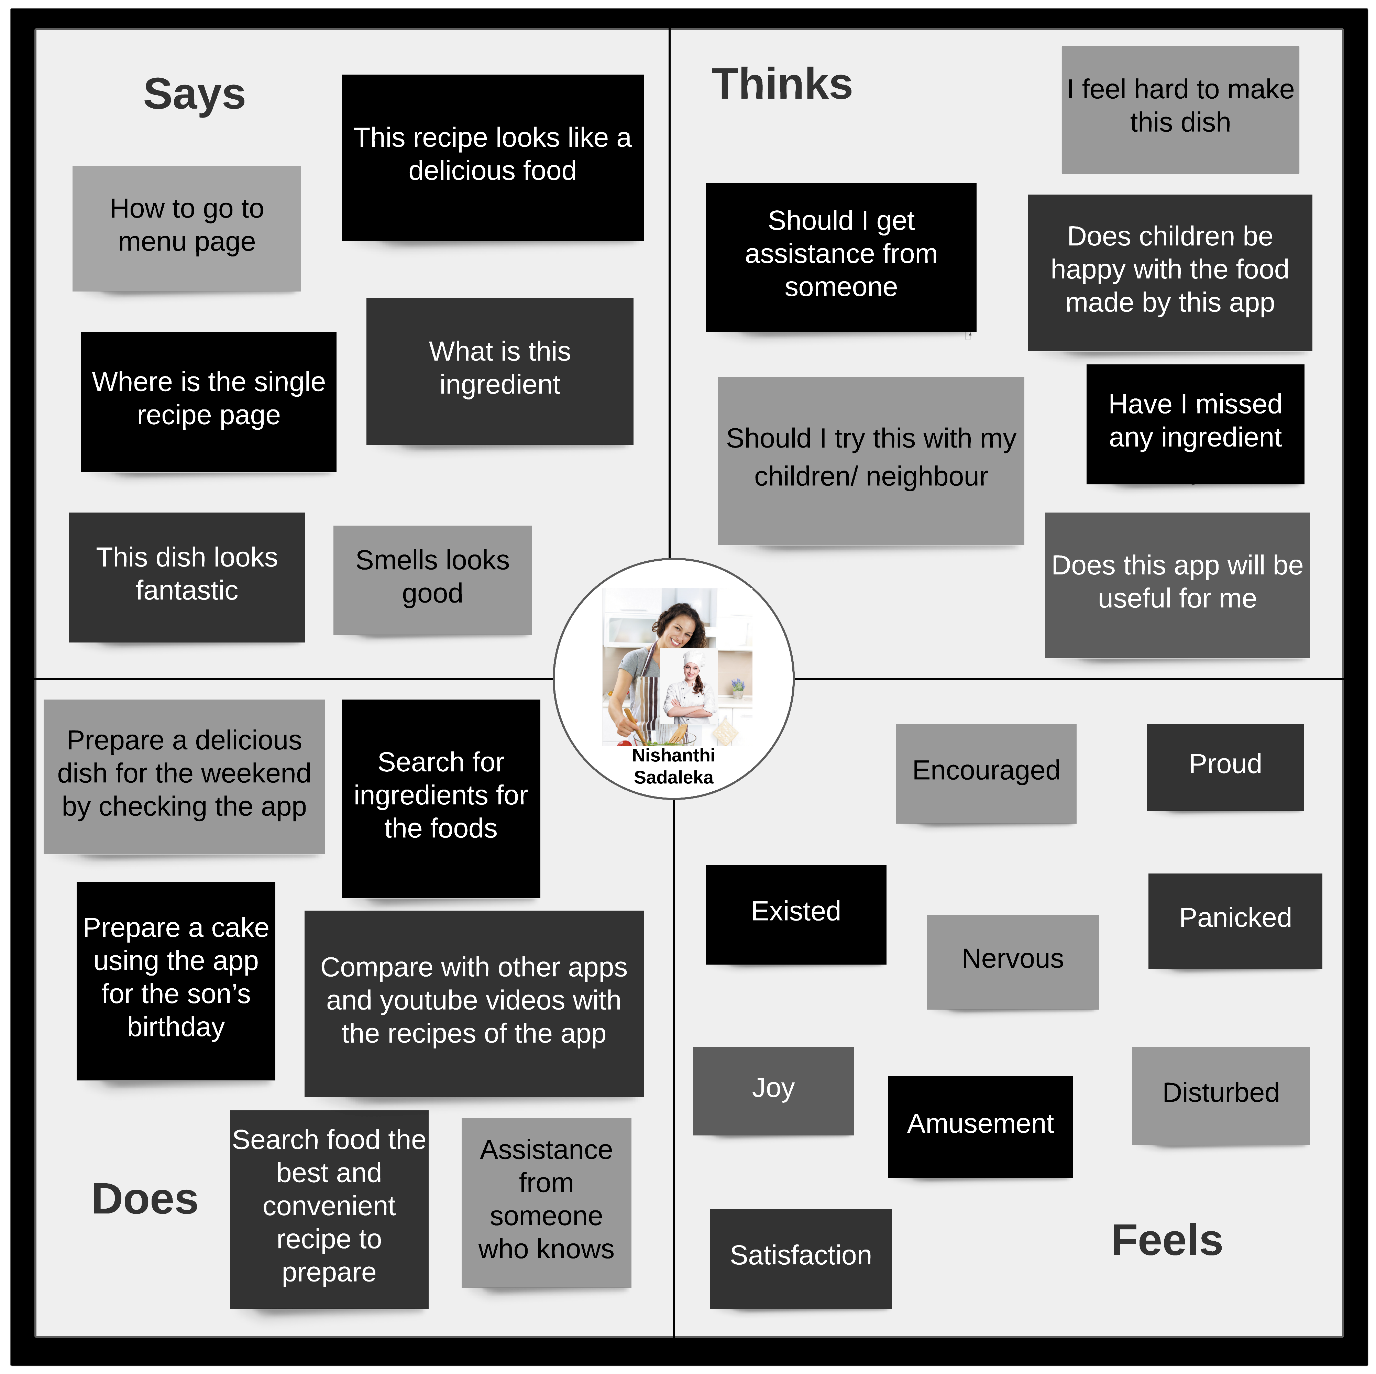 Says
This recipe looks like a
delicious food
How to go to
menu page
Where is the single
recipe page
What is this
ingredient
This dish looks
fantastic
Smells looks
good
Thinks
I feel hard to make
this dish
Should I get
assistance from
someone
Does children be
happy with the food
made by this app
Should I try this with my
children/ neighbour
Have I missed
any ingredient
Does this app will be
useful for me
Nishanthi
Sadaleka
Prepare a delicious
dish for the weekend
by checking the app
Search for
ingredients for
the foods
Prepare a cake
using the app
for the son’s
birthday
Compare with other apps
and youtube videos with
the recipes of the app
Does
Search food the
best and
convenient
recipe to
prepare
Assistance
from
someone
who knows
Encouraged
Proud
Existed
Panicked
Nervous
Joy
Amusement
Disturbed
Satisfaction
Feels